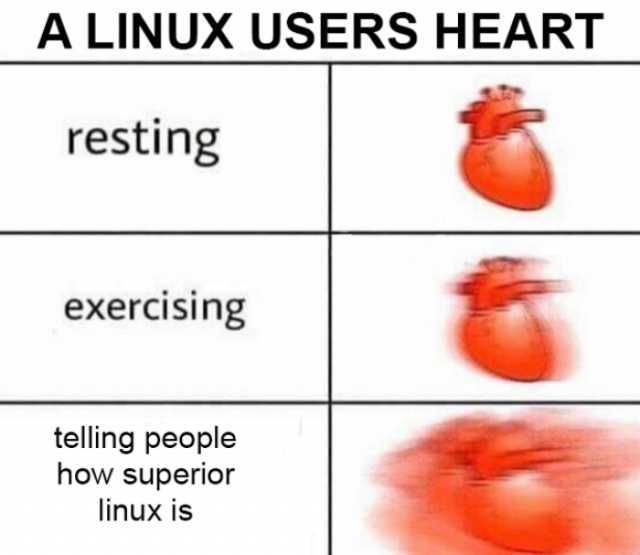 A LINUX USERS HEART
resting
exercising
telling people
how superior
linux is